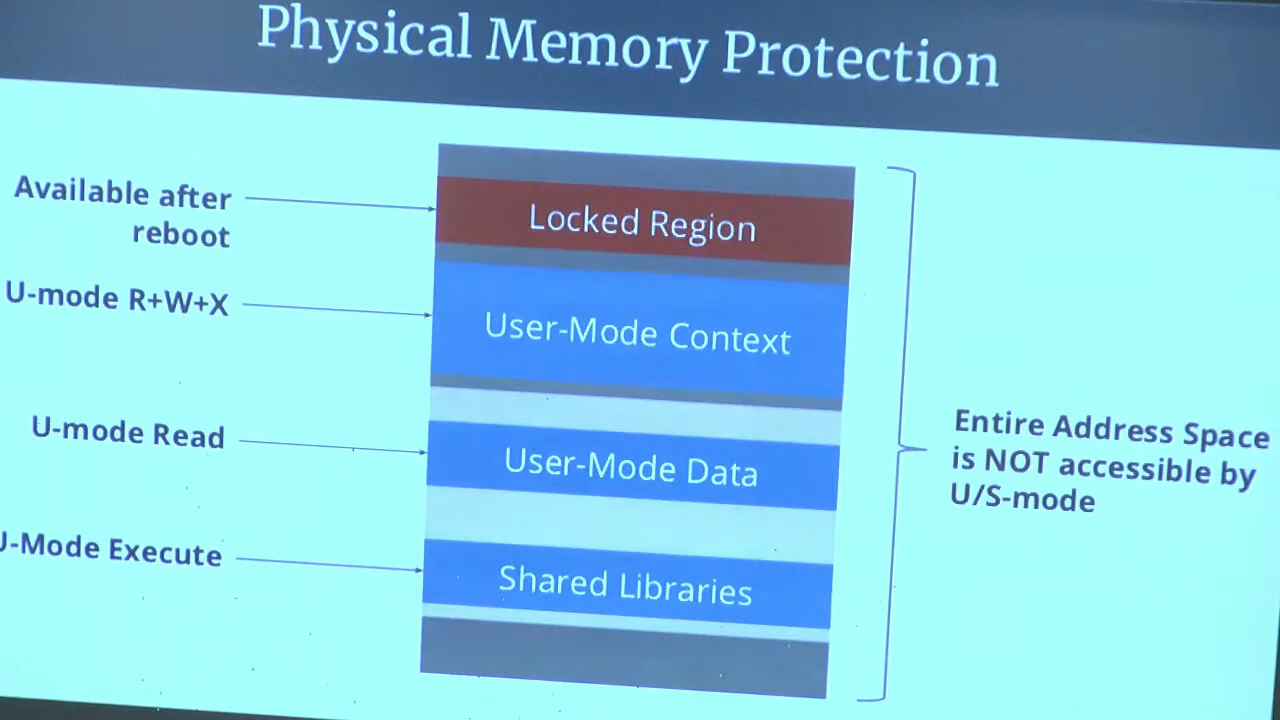 Physical Memory Protection
Available after
reboot
Locked Region
U-mode R+W+X
User-Mode Context
U-mode Read
User-Mode Data
Entire Address Space
is NOT accessible by
U/S-mode
-Mode Execute
Shared Libraries